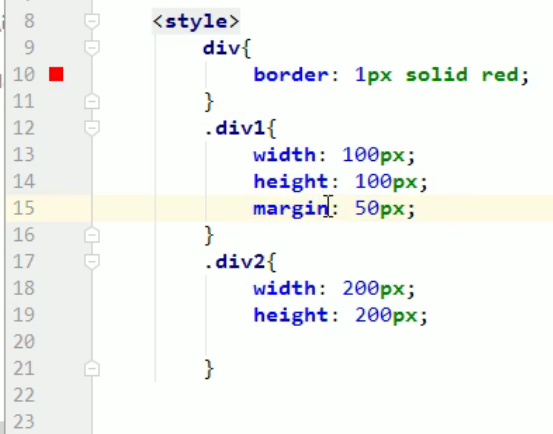 8 <style>
9 div{
10 border: 1px solid red;
11 }
12 .div1{
13 width: 100px;
14 height: 100px;
15 margin: 50px;
16 }
17 .div2{
18 width: 200px;
19 height: 200px;
20
21 }
22
23